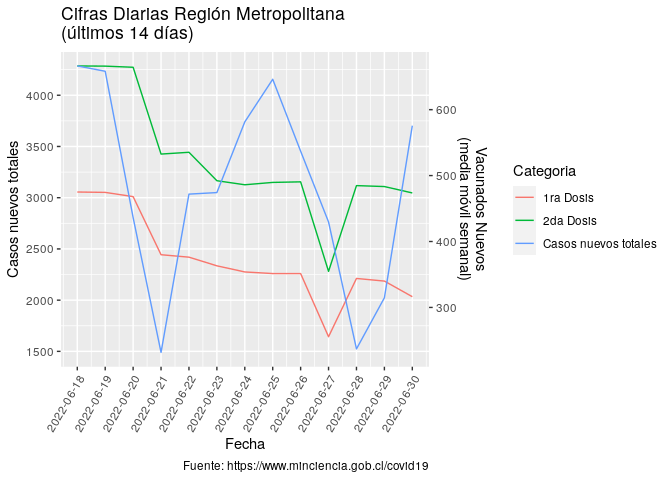 Cifras Diarias Región Metropolitana
(últimos 14 días)
4000
3500
3000
2500
2000
1500
Casos nuevos totales
600
500
400
300
Vacunados Nuevos
(media móvil semanal)
Categoria
1ra Dosis
2da Dosis
Casos nuevos totales
2022-06-18
2022-06-19
2022-06-20
2022-06-21
2022-06-22
2022-06-23
2022-06-24
2022-06-25
2022-06-26
2022-06-27
2022-06-28
2022-06-29
2022-06-30
Fecha
Fuente: https://www.minciencia.gob.cl/covid19